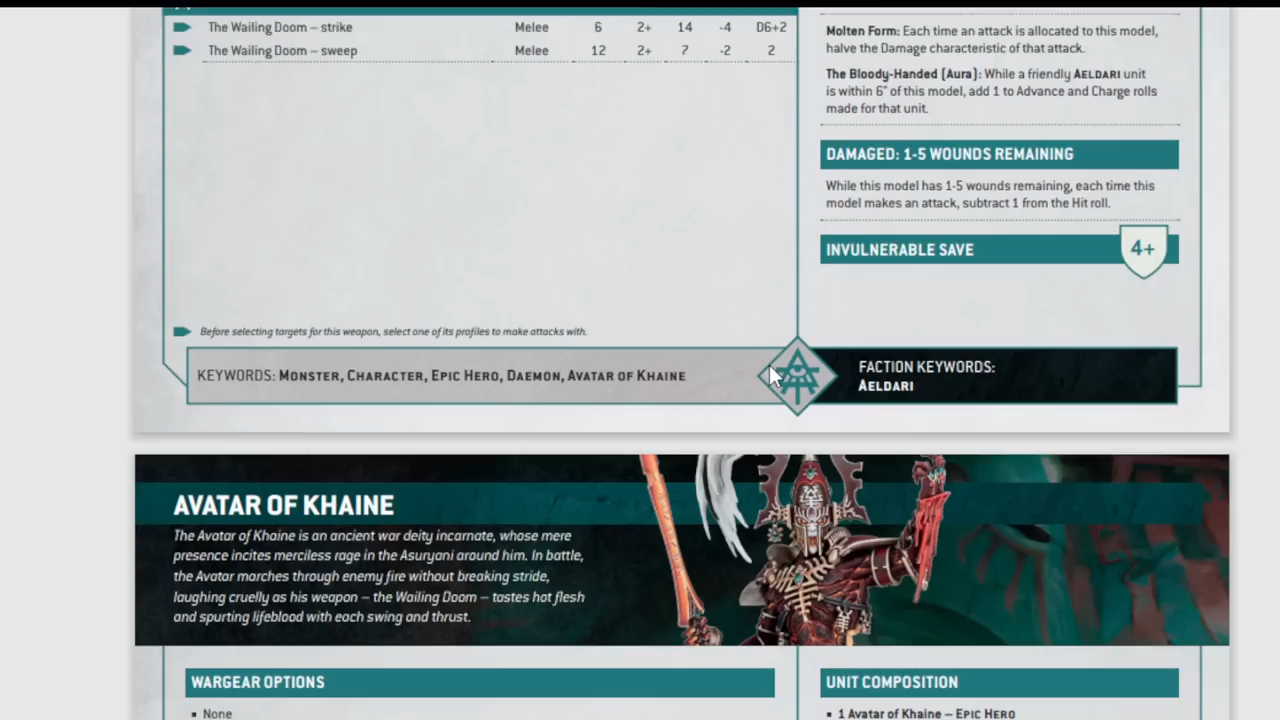 The Wailing Doom – strike Melee 6 2+ 14 -4 D6+2
The Wailing Doom – sweep Melee 12 2+ 7 -2 2
Before selecting targets for this weapon, select one of its profiles to make attacks with.
KEYWORDS: MONSTER, CHARACTER, EPIC HERO, DAEMON, AVATAR OF KHAINE
Molten Form: Each time an attack is allocated to this model,
halve the Damage characteristic of that attack.
The Bloody-Handed (Aura): While a friendly AELDARI unit
is within 6" of this model, add 1 to Advance and Charge rolls
made for that unit.
DAMAGED: 1-5 WOUNDS REMAINING
While this model has 1-5 wounds remaining, each time this
model makes an attack, subtract 1 from the Hit roll.
INVULNERABLE SAVE 4+
FACTION KEYWORDS:
AELDARI
AVATAR OF KHAINE
The Avatar of Khaine is an ancient war deity incarnate, whose mere
presence incites merciless rage in the Asuryani around him. In battle,
the Avatar marches through enemy fire without breaking stride,
laughing cruelly as his weapon – the Wailing Doom – tastes hot flesh
and spurting lifeblood with each swing and thrust.
WARGEAR OPTIONS
▪ None
UNIT COMPOSITION
▪ 1 Avatar of Khaine – EPIC HERO